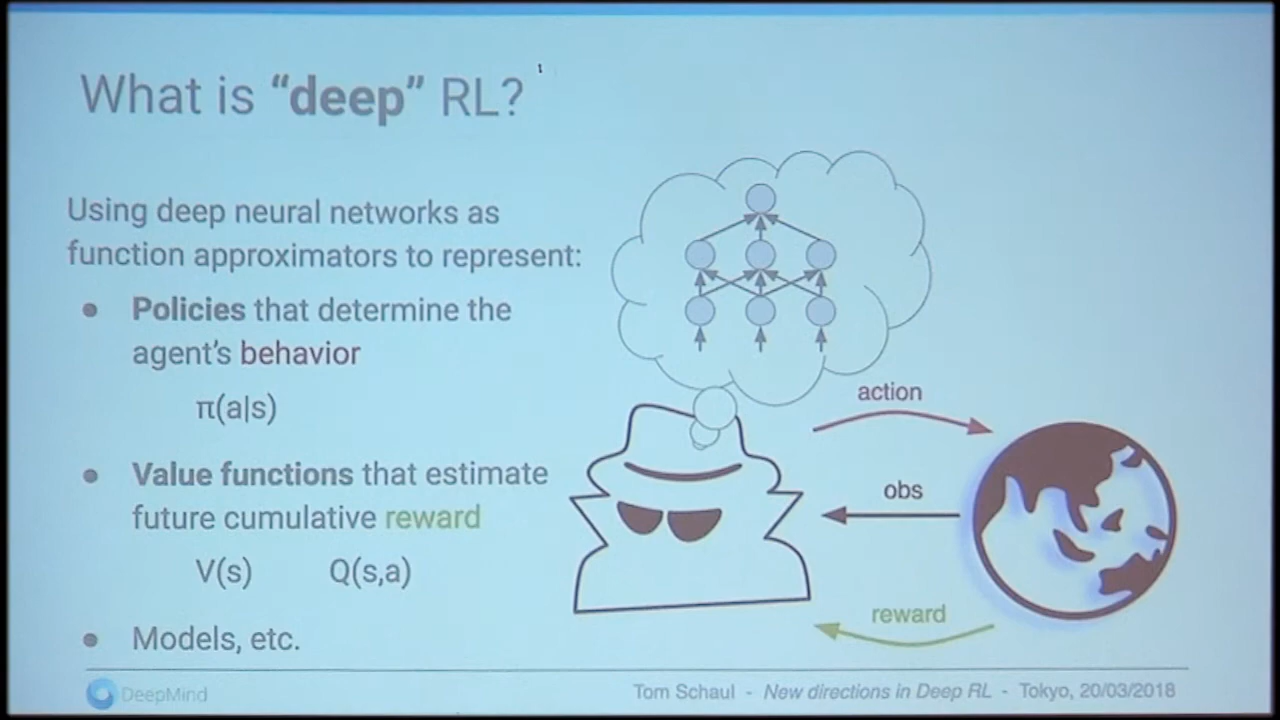 What is “deep” RL?
Using deep neural networks as
function approximators to represent:
● Policies that determine the
agent's behavior
π(a|s)
● Value functions that estimate
future cumulative reward
V(s) Q(s,a)
● Models, etc.
action
obs
reward
DeepMind
Tom Schaul - New directions in Deep RL - Tokyo, 20/03/2018